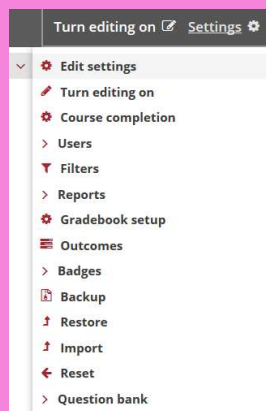 Turn editing on Settings
Edit settings
Turn editing on
Course completion
Users
Filters
Reports
Gradebook setup
Outcomes
Badges
Backup
Restore
Import
Reset
Question bank